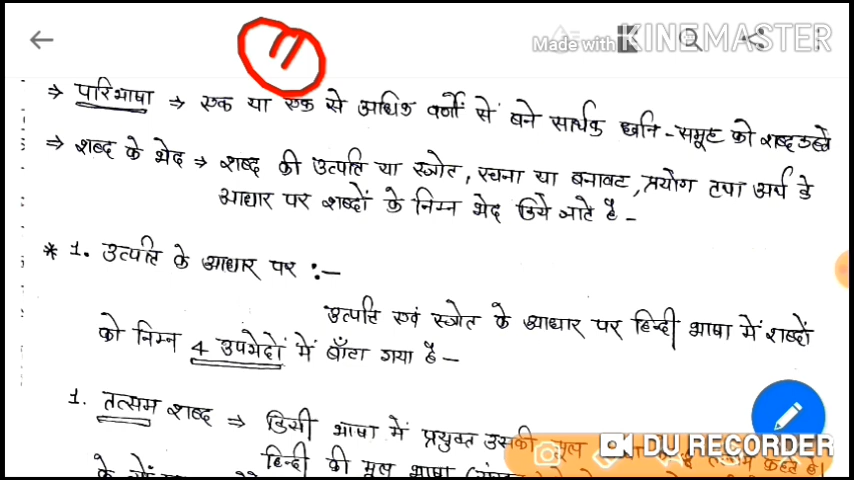 11
Made with KINEMASTER
⇒ परिभाषा ⇒ एक या एक से अधिक वर्णों से बने सार्थक ध्वनि-समूह को शब्द कहते
⇒ शब्द के भेद ⇒ शब्द की उत्पति या स्त्रोत, रचना या बनावट, प्रयोग तथा अर्थ के
आधार पर शब्दों के निम्न भेद किये जाते है -
* 1. उत्पति के आधार पर :-
उत्पति एवं स्त्रोत के आधार पर हिन्दी भाषा में शब्दों
को निम्न 4 उपभेदों में बाँटा गया है -
1. तत्सम शब्द ⇒ किसी भाषा में प्रयुक्त उसकी मूल
DU RECORDER
हिन्दी की मूल भाषा